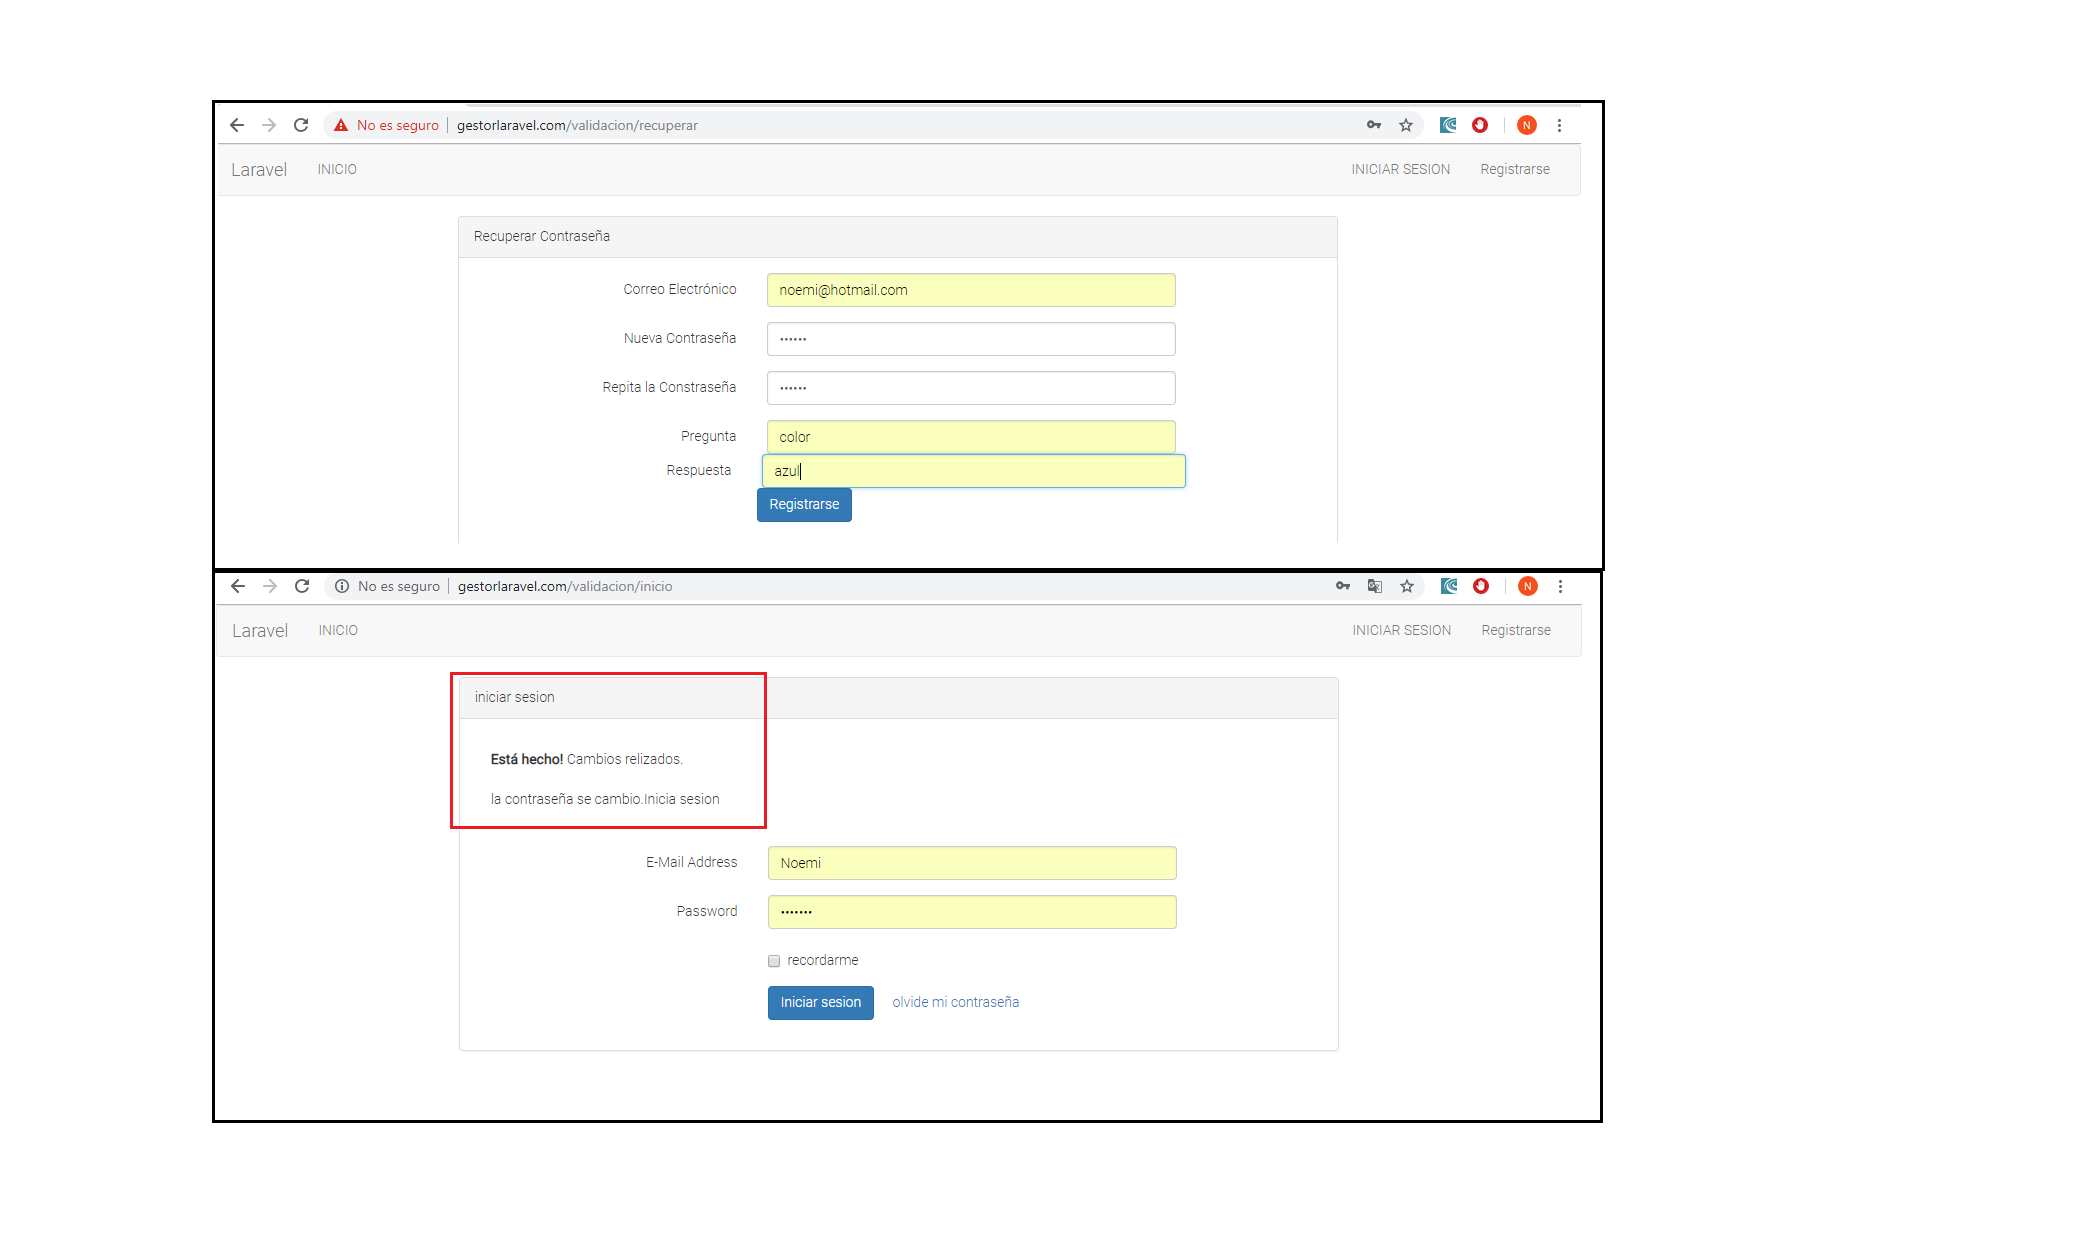 No es seguro | gestorlaravel.com/validacion/recuperar
N
Laravel INICIO INICIAR SESION Registrarse
Recuperar Contraseña
Correo Electrónico noemi@hotmail.com
Nueva Contraseña ••••••
Repita la Constraseña ••••••
Pregunta color
Respuesta azul
Registrarse
No es seguro | gestorlaravel.com/validacion/inicio
N
Laravel INICIO INICIAR SESION Registrarse
iniciar sesion
Está hecho! Cambios relizados.
la contraseña se cambio.Inicia sesion
E-Mail Address Noemi
Password •••••••
recordarme
Iniciar sesion olvide mi contraseña